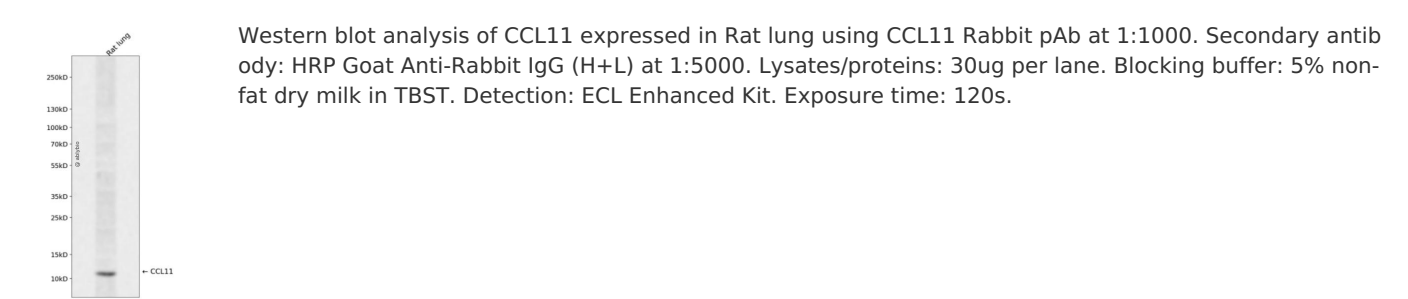 Rat lung
Western blot analysis of CCL11 expressed in Rat lung using CCL11 Rabbit pAb at 1:1000. Secondary antib
ody: HRP Goat Anti-Rabbit IgG (H+L) at 1:5000. Lysates/proteins: 30ug per lane. Blocking buffer: 5% non-
fat dry milk in TBST. Detection: ECL Enhanced Kit. Exposure time: 120s.
250kD
130kD
100kD
70kD
55kD
35kD
25kD
15kD
← CCL11
10kD